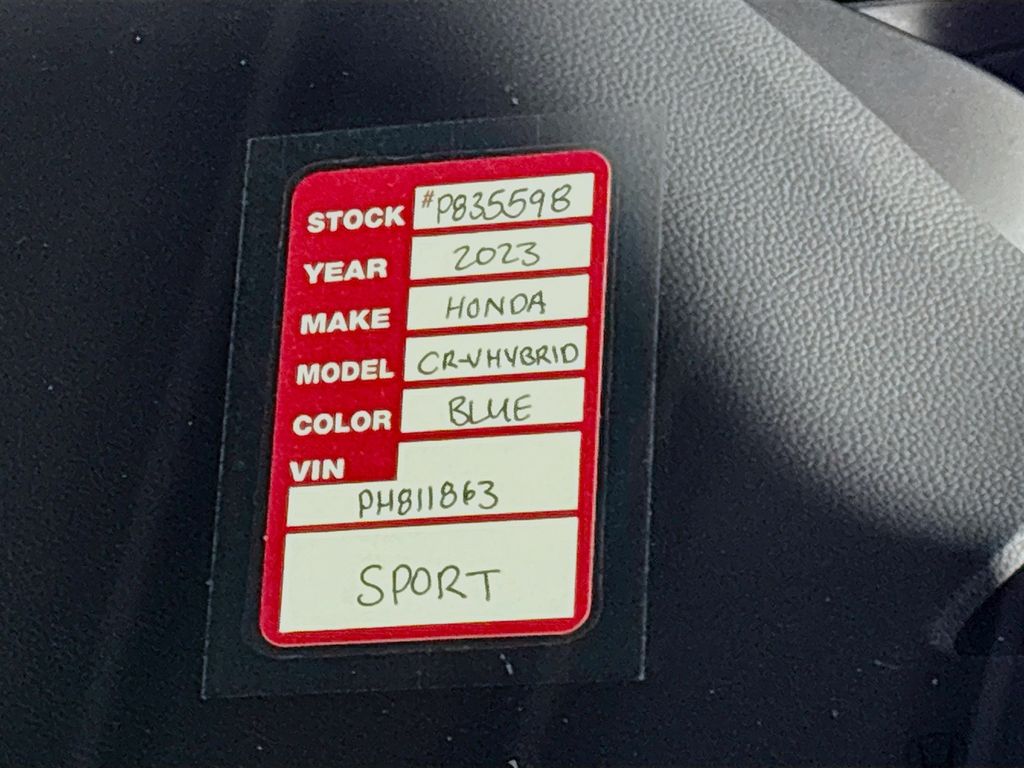 STOCK #P835598
YEAR 2023
MAKE HONDA
MODEL CR-VHYBRID
COLOR BLUE
VIN
PH811863
SPORT